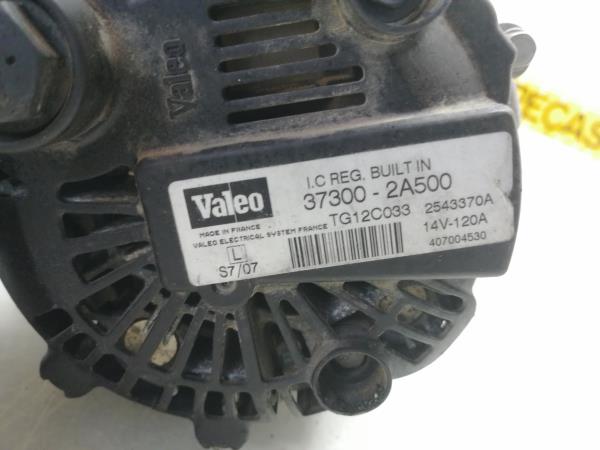 Valeo
PEÇAS
I.C REG. BUILT IN
Valeo
37300 - 2A500
TG12C033 2543370A
MADE IN FRANCE
VALEO ELECTRICAL SYSTEM FRANCE
14V-120A
407004530
L
S7/07